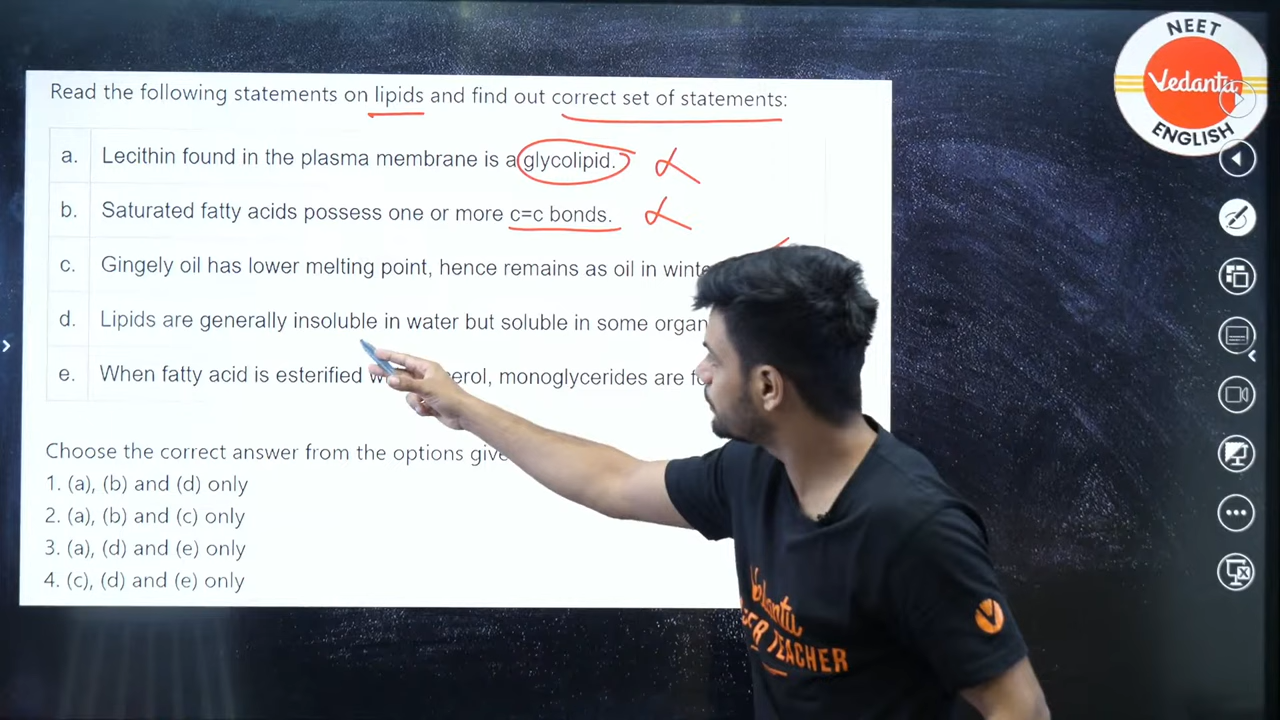 NEET
Vedantu
ENGLISH
Read the following statements on lipids and find out correct set of statements:
a. Lecithin found in the plasma membrane is a glycolipid.
b. Saturated fatty acids possess one or more c=c bonds.
c. Gingely oil has lower melting point, hence remains as oil in
d. Lipids are generally insoluble in water but soluble in some
e. When fatty acid is esterified monoglycerides are
Choose the correct answer from the options
1. (a), (b) and (d) only
2. (a), (b) and (c) only
3. (a), (d) and (e) only
4. (c), (d) and (e) only
Vedantu
TEACHER